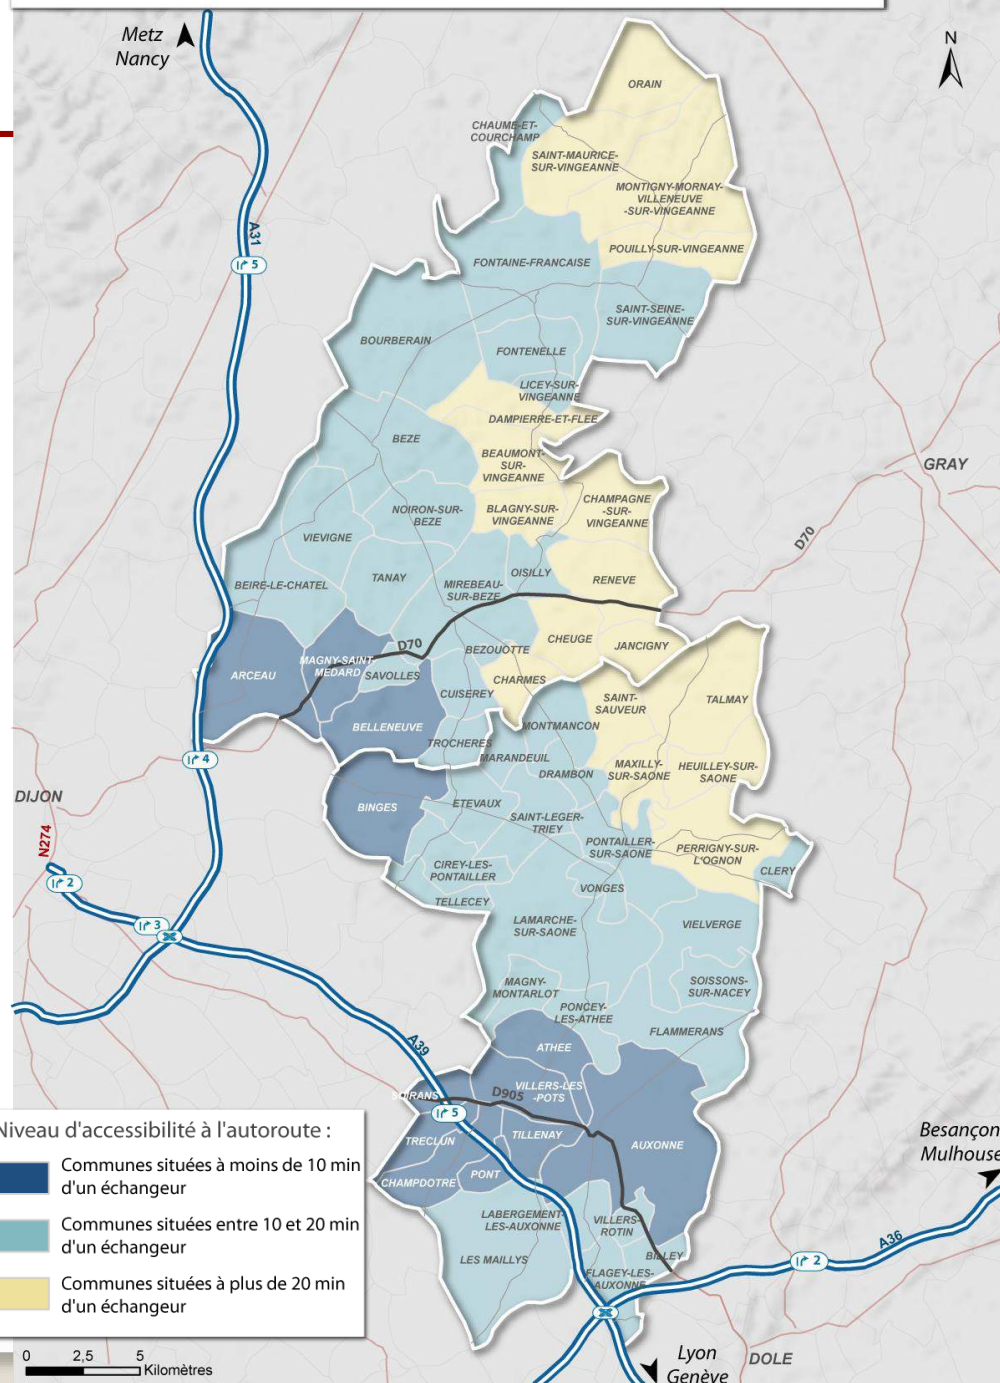 Metz
Nancy
N
ORAIN
CHAUME-ET-
COURCHAMP
SAINT-MAURICE-
SUR-VINGEANNE
MONTIGNY-MORNAY-
VILLENEUVE
-SUR-VINGEANNE
A31
5
POUILLY-SUR-VINGEANNE
FONTAINE-FRANCAISE
SAINT-SEINE-
SUR-VINGEANNE
BOURBERAIN
FONTENELLE
LICEY-SUR-
VINGEANNE
DAMPIERRE-ET-FLEE
BEZE
BEAUMONT-
SUR-
VINGEANNE
GRAY
CHAMPAGNE
-SUR-
VINGEANNE
NOIRON-SUR-
BEZE
BLAGNY-SUR-
VINGEANNE
VIEVIGNE
D70
OISILLY
TANAY
BEIRE-LE-CHATEL
MIREBEAU-
SUR-BEZE
RENEVE
D70
CHEUGE
JANCIGNY
BEZOUOTTE
MAGNY-SAINT-
MEDARD
ARCEAU
SAVOLLES
CHARMES
CUISEREY
SAINT-
SAUVEUR
TALMAY
BELLENEUVE
MONTMANCON
TROCHERES
MARANDEUIL
4
DRAMBON
MAXILLY-
SUR-SAONE
HEUILLEY-SUR-
SAONE
DIJON
BINGES
ETEVAUX
SAINT-LEGER-
TRIEY
N274
PONTAILLER-
SUR-SAONE
PERRIGNY-SUR-
L'OGNON
CLERY
CIREY-LES-
PONTAILLER
2
VONGES
TELLECEY
3
LAMARCHE-
SUR-SAONE
VIELVERGE
MAGNY-
MONTARLOT
SOISSONS-
SUR-NACEY
PONCEY-
LES-ATHEE
FLAMMERANS
A39
ATHEE
SOIRANS
D905
VILLERS-LES
-POTS
5
TRECLUN
TILLENAY
AUXONNE
Besançon
Mulhouse
Niveau d'accessibilité à l'autoroute :
Communes situées à moins de 10 min
d'un échangeur
CHAMPDOTRE
PONT
LABERGEMENT-
LES-AUXONNE
VILLERS-
ROTIN
Communes situées entre 10 et 20 min
d'un échangeur
LES MAILLYS
BILLEY
A36
2
FLAGEY-LES-
AUXONNE
Communes situées à plus de 20 min
d'un échangeur
0 2,5 5
Kilomètres
Lyon
Genève
DOLE